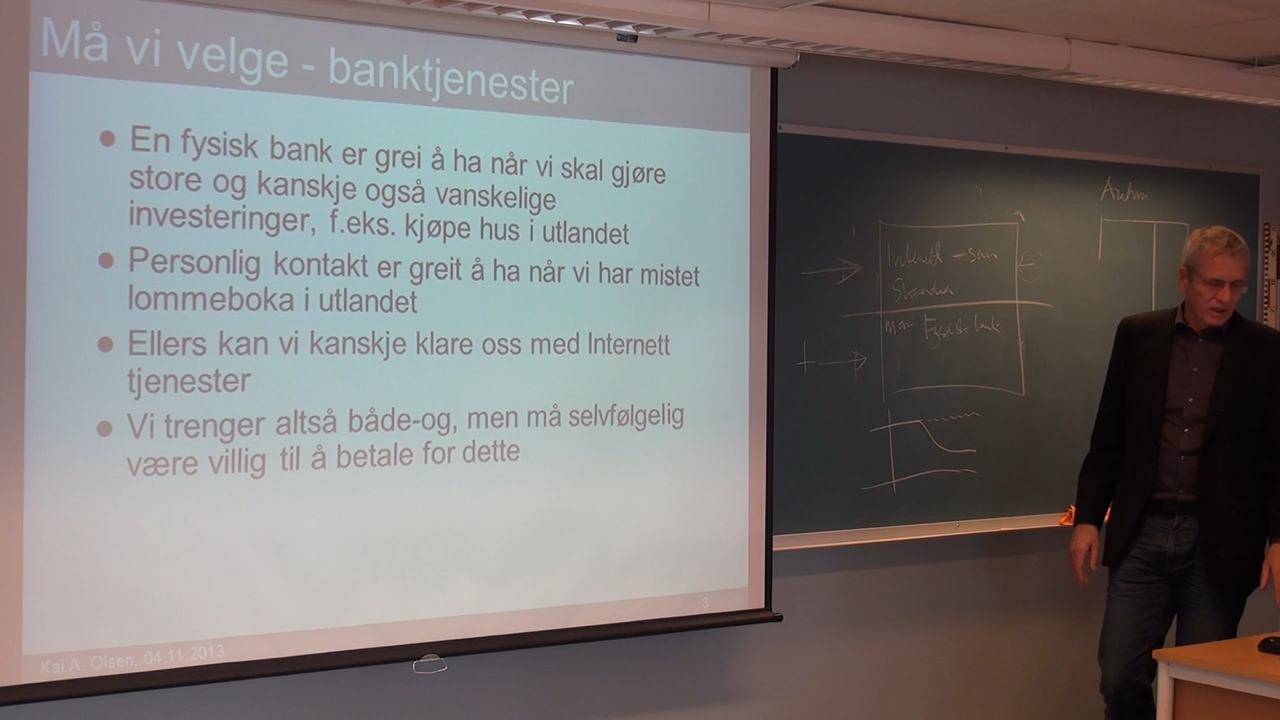 Må vi velge - banktjenester
En fysisk bank er grei å ha når vi skal gjøre
store og kanskje også vanskelige
investeringer, f.eks. kjøpe hus i utlandet
Personlig kontakt er greit å ha når vi har mistet
lommeboka i utlandet
Ellers kan vi kanskje klare oss med Internett
tjenester
Vi trenger altså både-og, men må selvfølgelig
være villig til å betale for dette
3
Kai A. Olsen, 04.11.2013